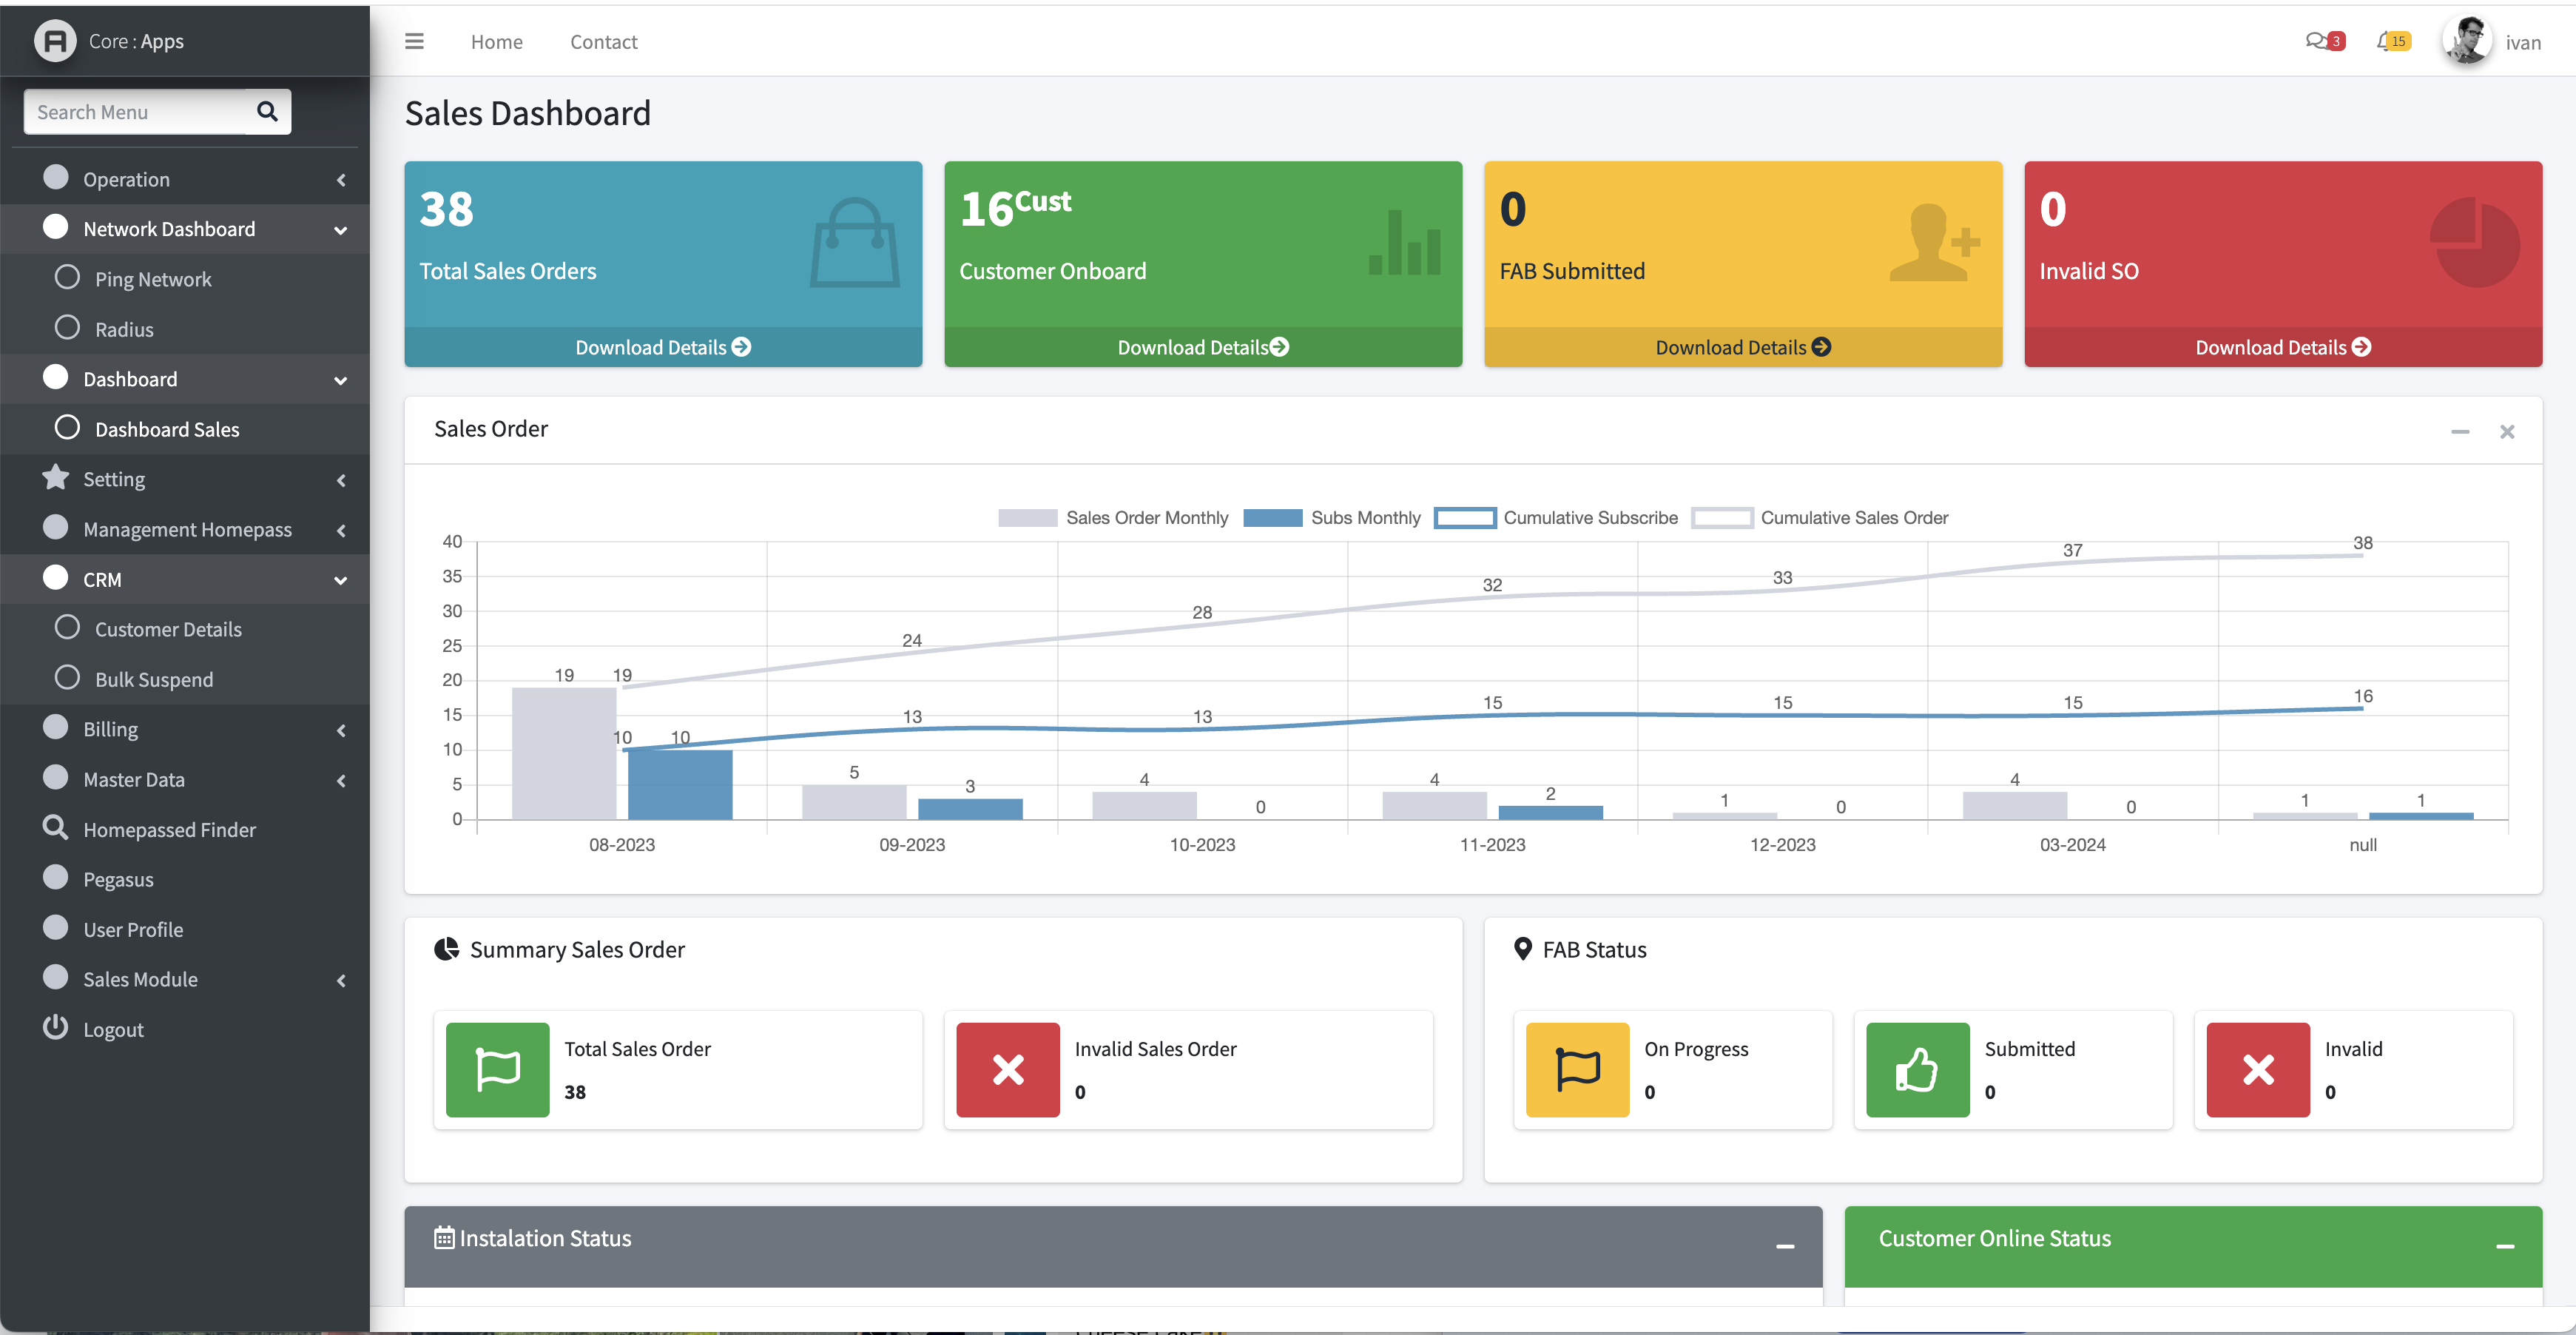 Core : Apps
Home
Contact
3
15
ivan
Search Menu
Operation
Network Dashboard
Ping Network
Radius
Dashboard
Dashboard Sales
Setting
Management Homepass
CRM
Customer Details
Bulk Suspend
Billing
Master Data
Homepassed Finder
Pegasus
User Profile
Sales Module
Logout
Sales Dashboard
38
Total Sales Orders
Download Details
16Cust
Customer Onboard
Download Details
0
FAB Submitted
Download Details
0
Invalid SO
Download Details
Sales Order
Sales Order Monthly Subs Monthly Cumulative Subscribe Cumulative Sales Order
40
35
30
25
20
15
10
5
0
19 24 28 32 33 37 38
10 13 13 15 15 15 16
19 5 4 4 1 4 1
10 3 0 2 0 0 1
08-2023 09-2023 10-2023 11-2023 12-2023 03-2024 null
Summary Sales Order
Total Sales Order
38
Invalid Sales Order
0
FAB Status
On Progress
0
Submitted
0
Invalid
0
Instalation Status
Customer Online Status